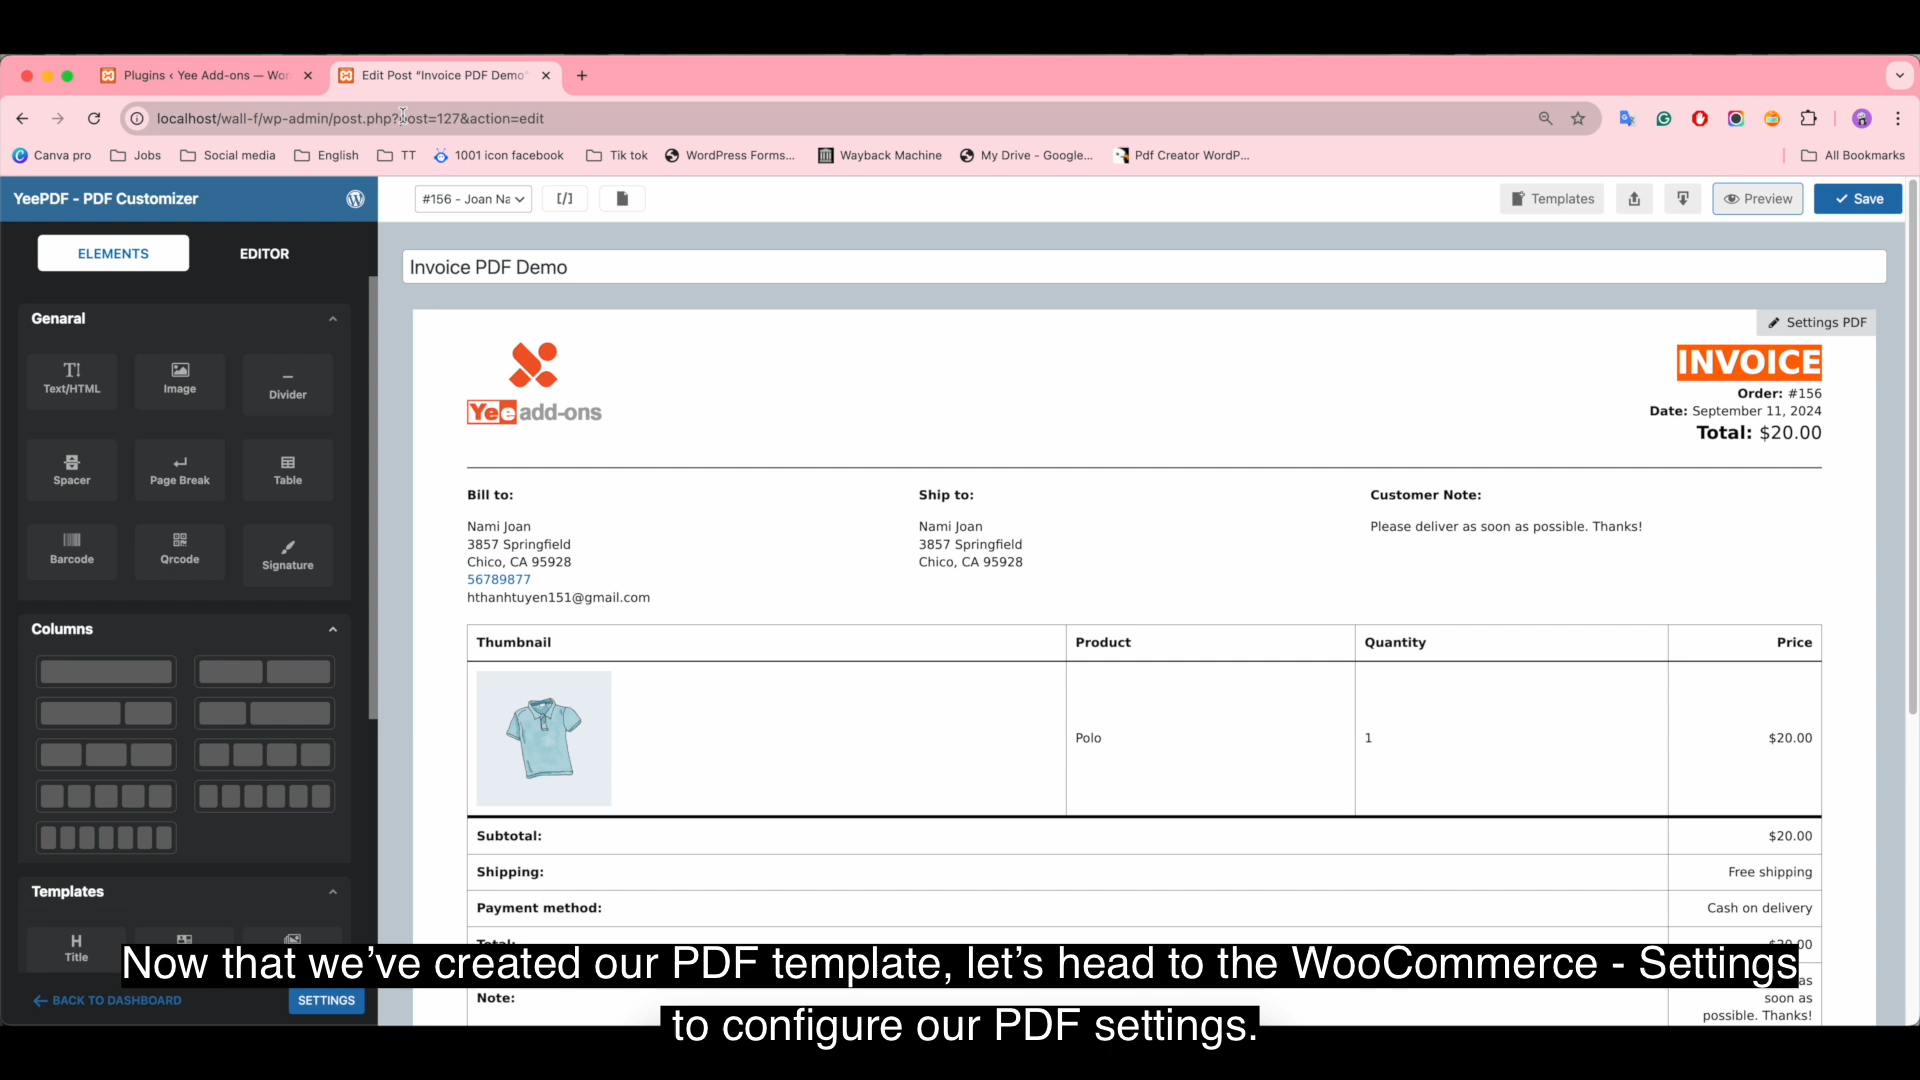 Plugins ‹ Yee Add-ons — Wor
Edit Post “Invoice PDF Demo”
localhost/wall-f/wp-admin/post.php?post=127&action=edit
Canva pro
Jobs
Social media
English
TT
1001 icon facebook
Tik tok
WordPress Forms...
Wayback Machine
My Drive - Google...
Pdf Creator WordP...
All Bookmarks
YeePDF - PDF Customizer
#156 - Joan Na
[/]
Templates
Preview
Save
ELEMENTS
EDITOR
Invoice PDF Demo
Genaral
Text/HTML
Image
Divider
Spacer
Page Break
Table
Barcode
Qrcode
Signature
Columns
Templates
Title
BACK TO DASHBOARD
SETTINGS
Settings PDF
Yee add-ons
INVOICE
Order: #156
Date: September 11, 2024
Total: $20.00
Bill to:
Nami Joan
3857 Springfield
Chico, CA 95928
56789877
hthanhtuyen151@gmail.com
Ship to:
Nami Joan
3857 Springfield
Chico, CA 95928
Customer Note:
Please deliver as soon as possible. Thanks!
Thumbnail Product Quantity Price
Polo 1 $20.00
Subtotal: $20.00
Shipping: Free shipping
Payment method: Cash on delivery
Note:
as
soon as
possible. Thanks!
Now that we’ve created our PDF template, let’s head to the WooCommerce - Settings
to configure our PDF settings.